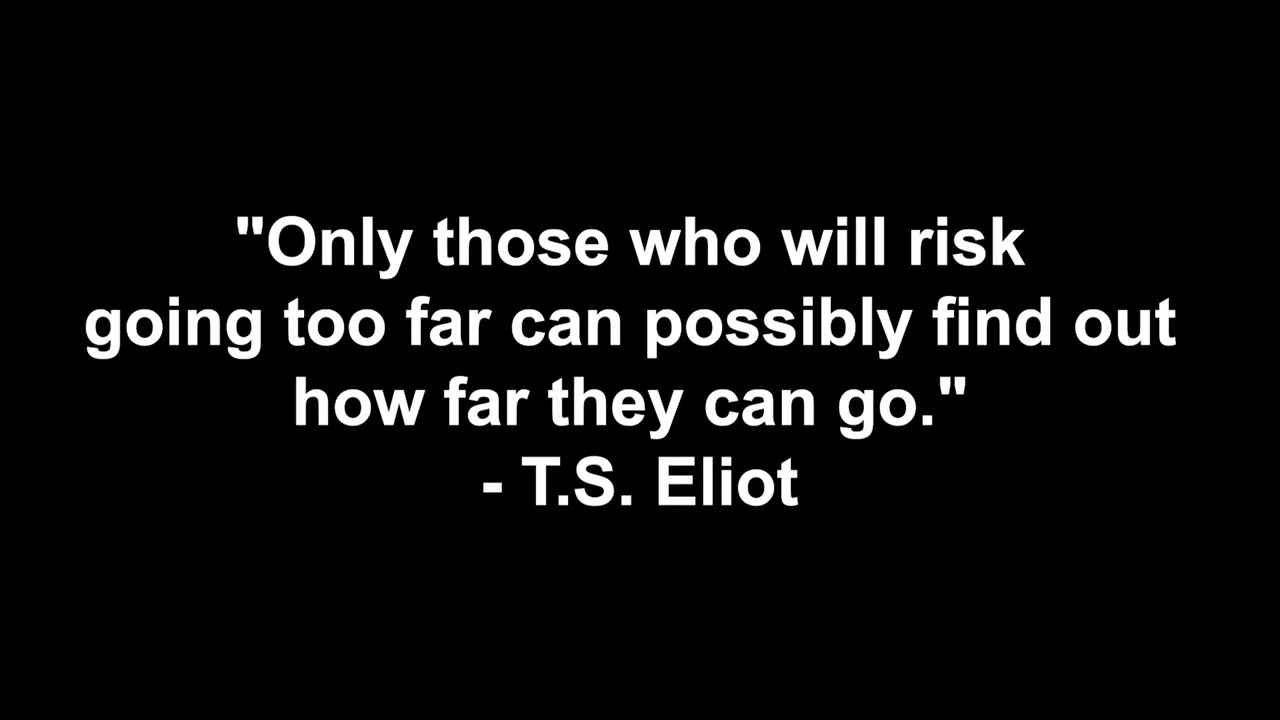 "Only those who will risk
going too far can possibly find out
how far they can go."
- T.S. Eliot